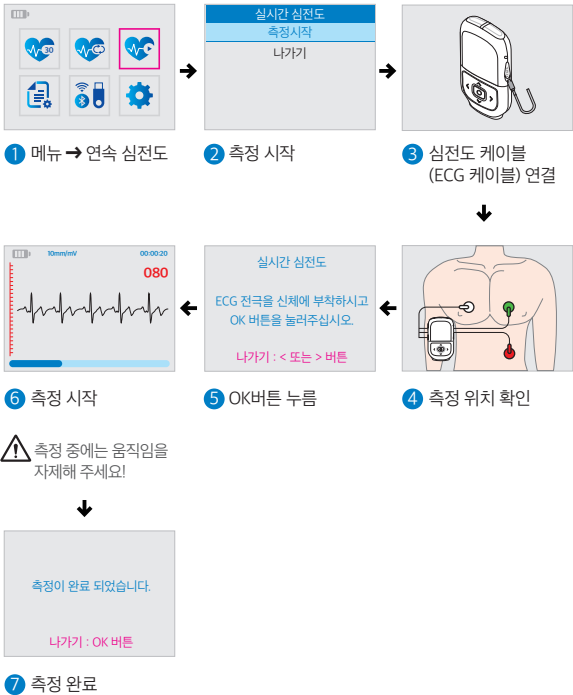 30
1 메뉴 → 연속 심전도
실시간 심전도
측정시작
나가기
2 측정 시작
3 심전도 케이블
(ECG 케이블) 연결
4 측정 위치 확인
실시간 심전도
ECG 전극을 신체에 부착하시고
OK 버튼을 눌러주십시오.
나가기 : < 또는 > 버튼
5 OK버튼 누름
10mm/mV 00:00:20
080
6 측정 시작
측정 중에는 움직임을
자제해 주세요!
측정이 완료 되었습니다.
나가기 : OK 버튼
7 측정 완료